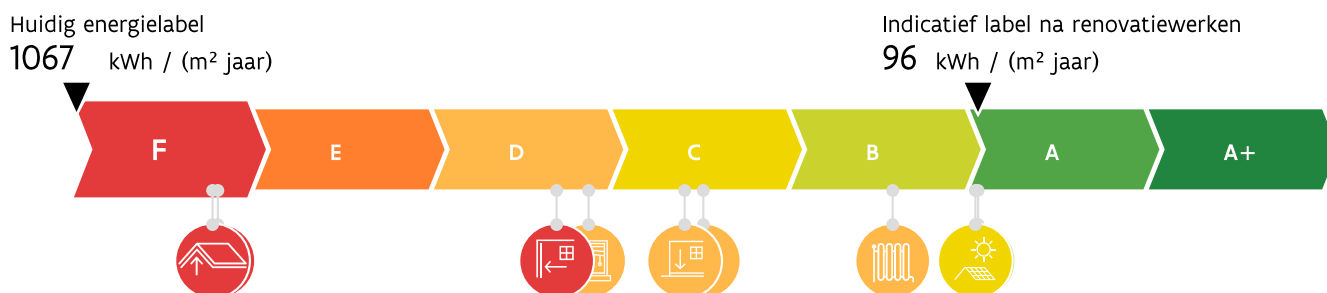 Huidig energielabel
1067 kWh / (m² jaar)
Indicatief label na renovatiewerken
96 kWh / (m² jaar)
F E D C B A A+